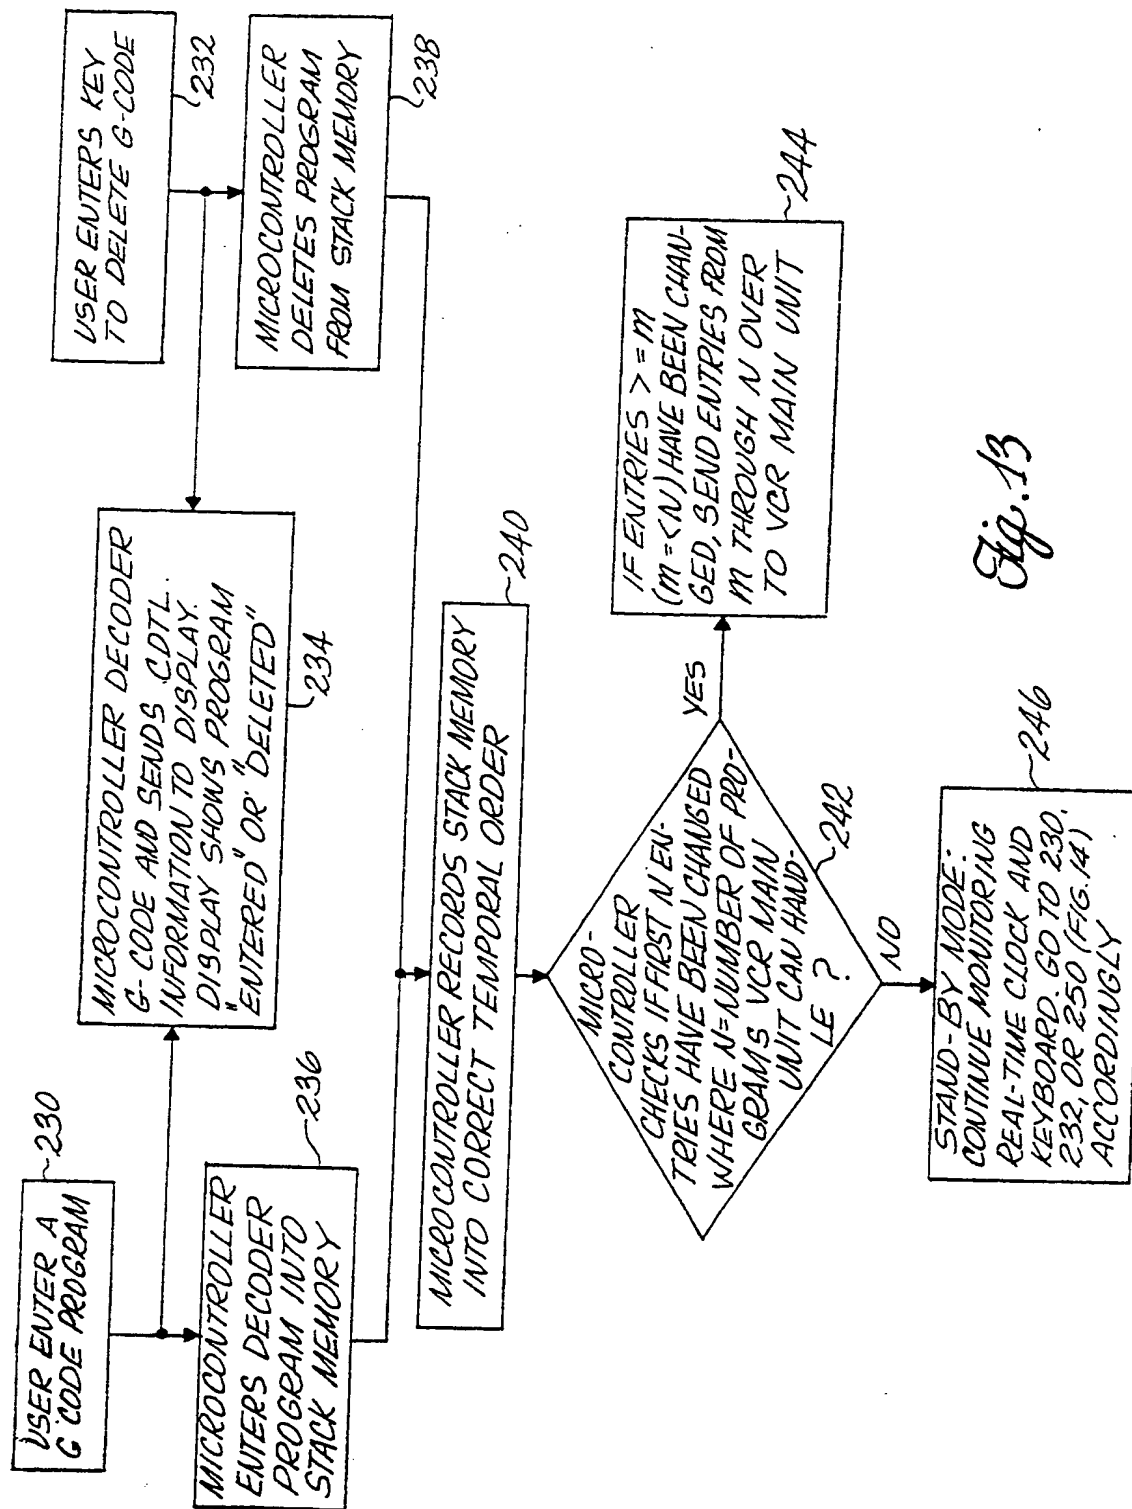 USER ENTER A
G CODE PROGRAM
230
USER ENTERS KEY
TO DELETE G-CODE
232
MICROCONTROLLER DECODER
G-CODE AND SENDS CDTL
INFORMATION TO DISPLAY.
DISPLAY SHOWS PROGRAM
"ENTERED" OR "DELETED"
234
MICROCONTROLLER
ENTERS DECODER
PROGRAM INTO
STACK MEMORY
236
MICROCONTROLLER
DELETES PROGRAM
FROM STACK MEMORY
238
MICROCONTROLLER RECORDS STACK MEMORY
INTO CORRECT TEMPORAL ORDER
240
MICRO-
CONTROLLER
CHECKS IF FIRST N EN-
TRIES HAVE BEEN CHANGED
WHERE N=NUMBER OF PRO-
GRAMS VCR MAIN
UNIT CAN HAND-
LE ?
242
YES
IF ENTRIES >= m
(m=<N) HAVE BEEN CHAN-
GED, SEND ENTRIES FROM
m THROUGH N OVER
TO VCR MAIN UNIT
244
NO
STAND-BY MODE:
CONTINUE MONITORING
REAL-TIME CLOCK AND
KEYBOARD. GO TO 230,
232, OR 250 (FIG.14)
ACCORDINGLY
246
Fig. 13